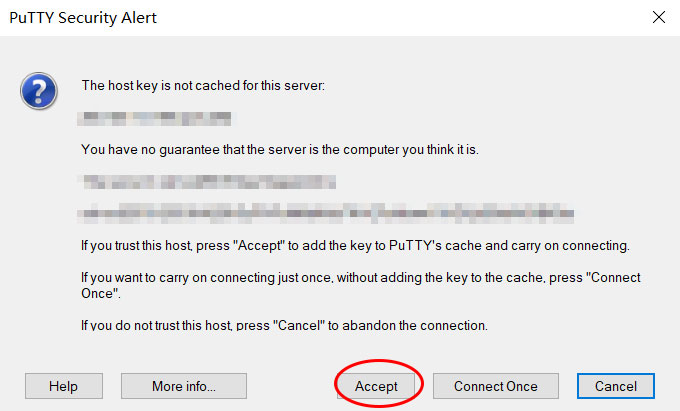 PuTTY Security Alert
The host key is not cached for this server:
You have no guarantee that the server is the computer you think it is.
If you trust this host, press "Accept" to add the key to PuTTY's cache and carry on connecting.
If you want to carry on connecting just once, without adding the key to the cache, press "Connect
Once".
If you do not trust this host, press "Cancel" to abandon the connection.
Help More info... Accept Connect Once Cancel